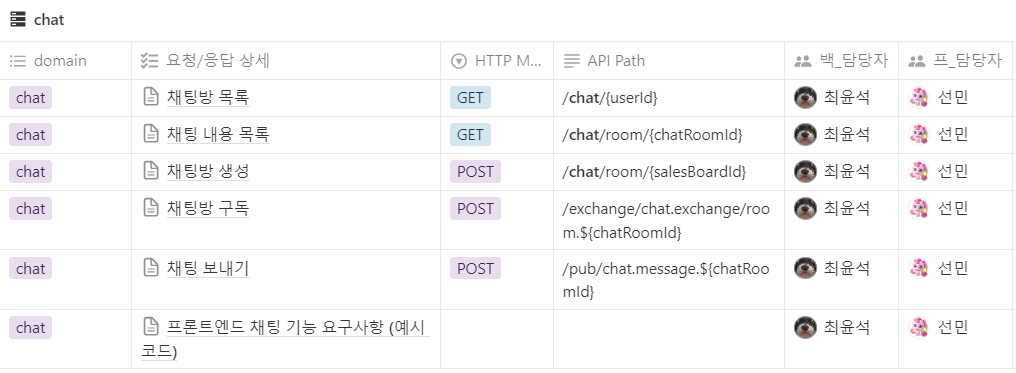 chat
domain 요청/응답 상세 HTTP M... API Path 백_담당자 프_담당자
chat 채팅방 목록 GET /chat/{userId} 최윤석 선민
chat 채팅 내용 목록 GET /chat/room/{chatRoomId} 최윤석 선민
chat 채팅방 생성 POST /chat/room/{salesBoardId} 최윤석 선민
chat 채팅방 구독 POST /exchange/chat.exchange/roo 최윤석 선민
m.${chatRoomId}
chat 채팅 보내기 POST /pub/chat.message.${chatRoo 최윤석 선민
mId}
chat 프론트엔드 채팅 기능 요구사항 (예시 최윤석 선민
코드)